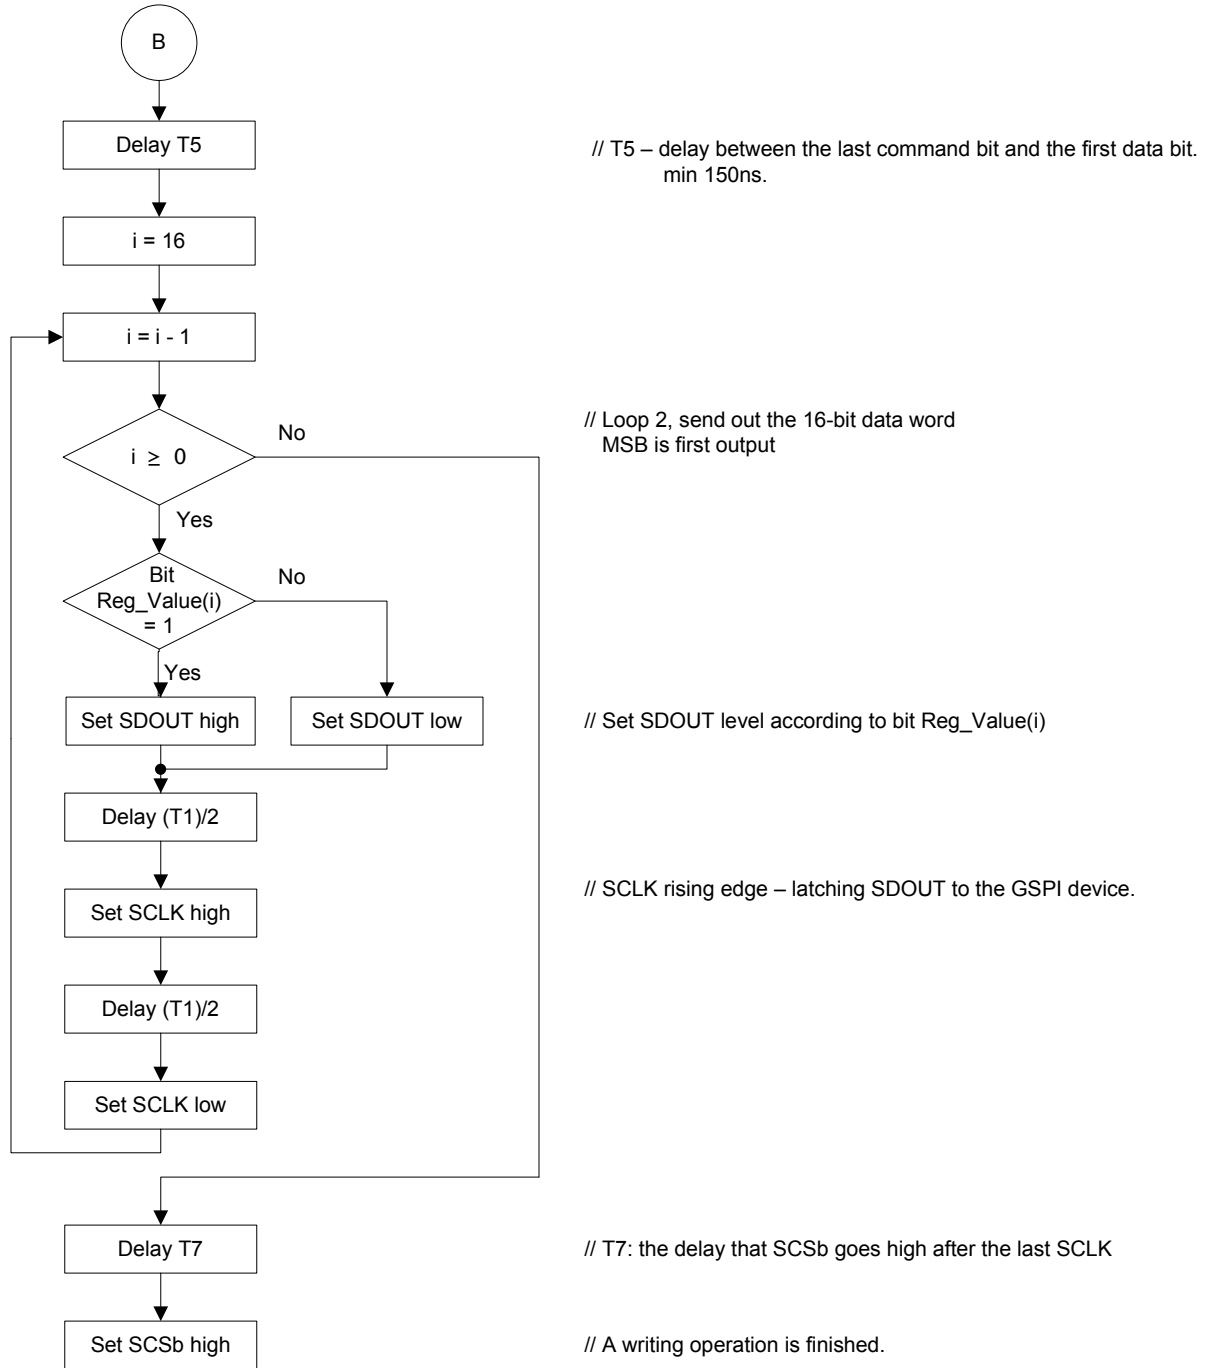 B
Delay T5
// T5 – delay between the last command bit and the first data bit.
min 150ns.
i = 16
i = i - 1
// Loop 2, send out the 16-bit data word
MSB is first output
i ≥ 0
No
Yes
Bit
Reg_Value(i)
= 1
No
Yes
Set SDOUT high
Set SDOUT low
// Set SDOUT level according to bit Reg_Value(i)
Delay (T1)/2
// SCLK rising edge – latching SDOUT to the GSPI device.
Set SCLK high
Delay (T1)/2
Set SCLK low
Delay T7
// T7: the delay that SCSb goes high after the last SCLK
Set SCSb high
// A writing operation is finished.